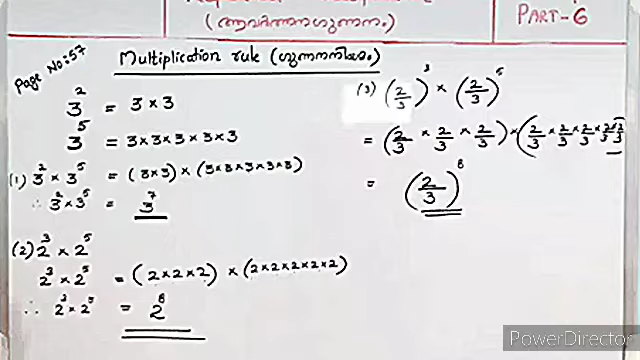 (ആവർത്തനഗുണനം.)
PART-6
Page No:57
Multiplication rule (ഗുണനനിയമം.)
3² = 3 × 3
3⁵ = 3×3×3×3×3
(1) 3² × 3⁵ = (3×3) × (3×3×3×3×3)
∴ 3² × 3⁵ = 3⁷
(2) 2³ × 2⁵
2³ × 2⁵ = (2×2×2) × (2×2×2×2×2)
∴ 2³ × 2⁵ = 2⁸
(3) (2/3)³ × (2/3)⁵
= (2/3 × 2/3 × 2/3) × (2/3 × 2/3 × 2/3 × 2/3 × 2/3)
= (2/3)⁸
PowerDirector